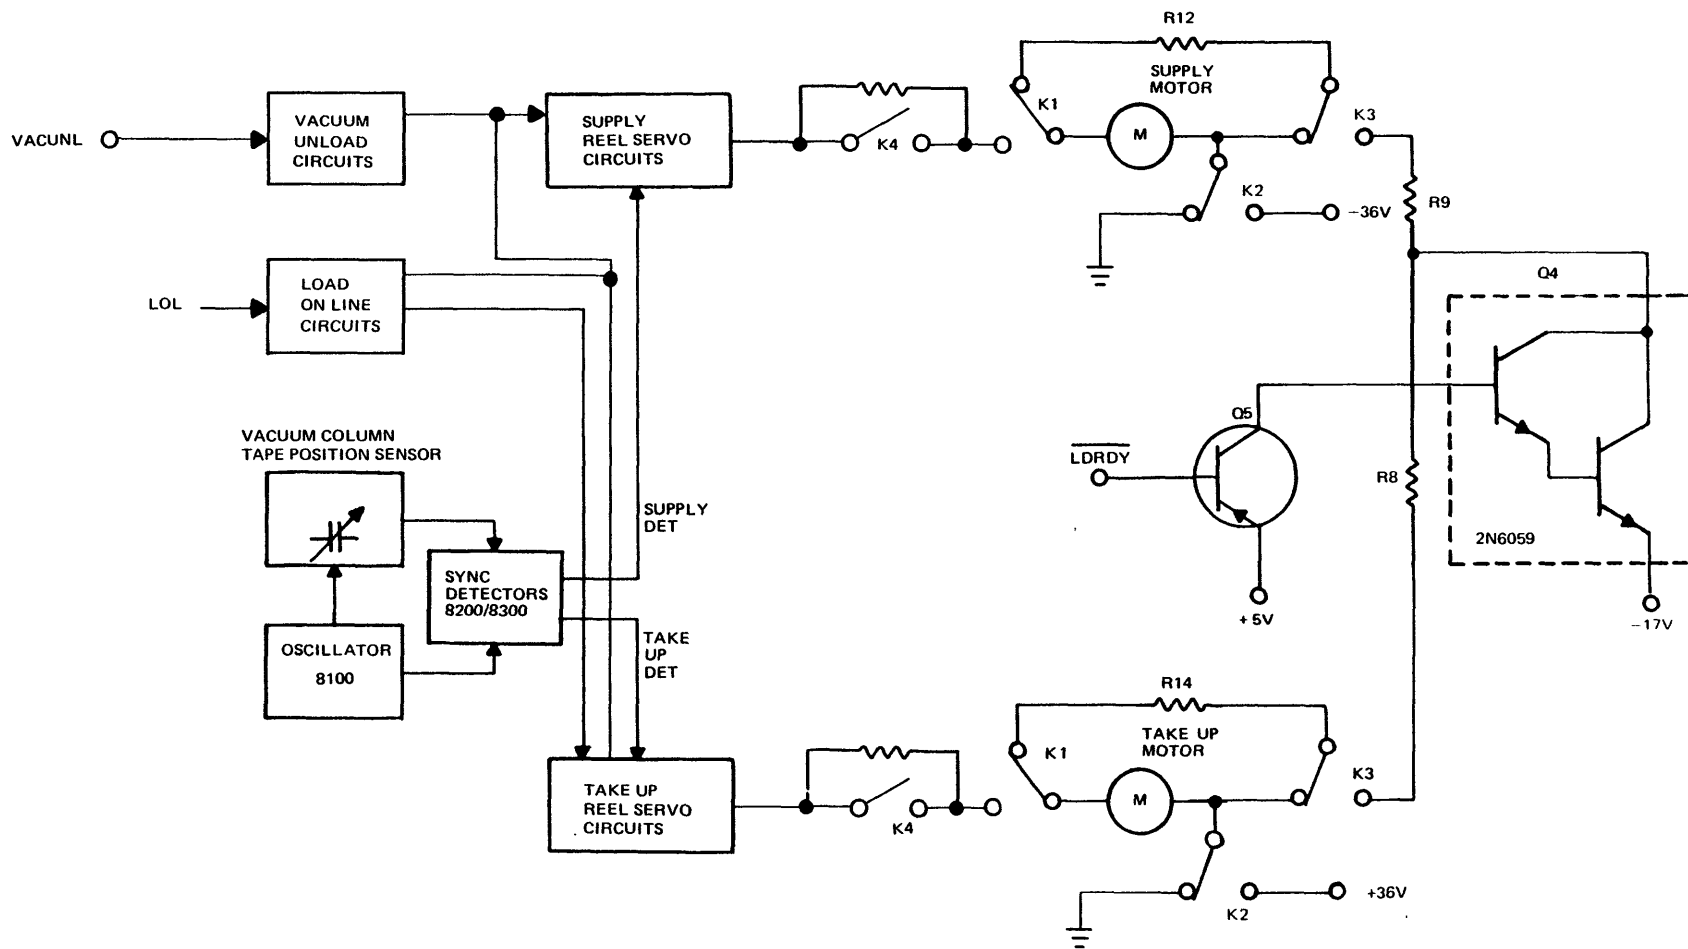 R12
SUPPLY
MOTOR
K1
M
K3
VACUNL
VACUUM
UNLOAD
CIRCUITS
SUPPLY
REEL SERVO
CIRCUITS
K4
K2
−36V
R9
LOL
LOAD
ON LINE
CIRCUITS
Q4
VACUUM COLUMN
TAPE POSITION SENSOR
Q5
LDRDY
R8
2N6059
SUPPLY
DET
SYNC
DETECTORS
8200/8300
+5V
−17V
OSCILLATOR
8100
TAKE
UP
DET
R14
TAKE UP
MOTOR
K1
M
K3
TAKE UP
REEL SERVO
CIRCUITS
K4
K2
+36V